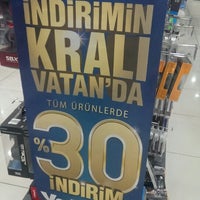 İNDİRİMİN
KRALI
VATAN'DA
TÜM ÜRÜNLERDE
%30
İNDİRİM